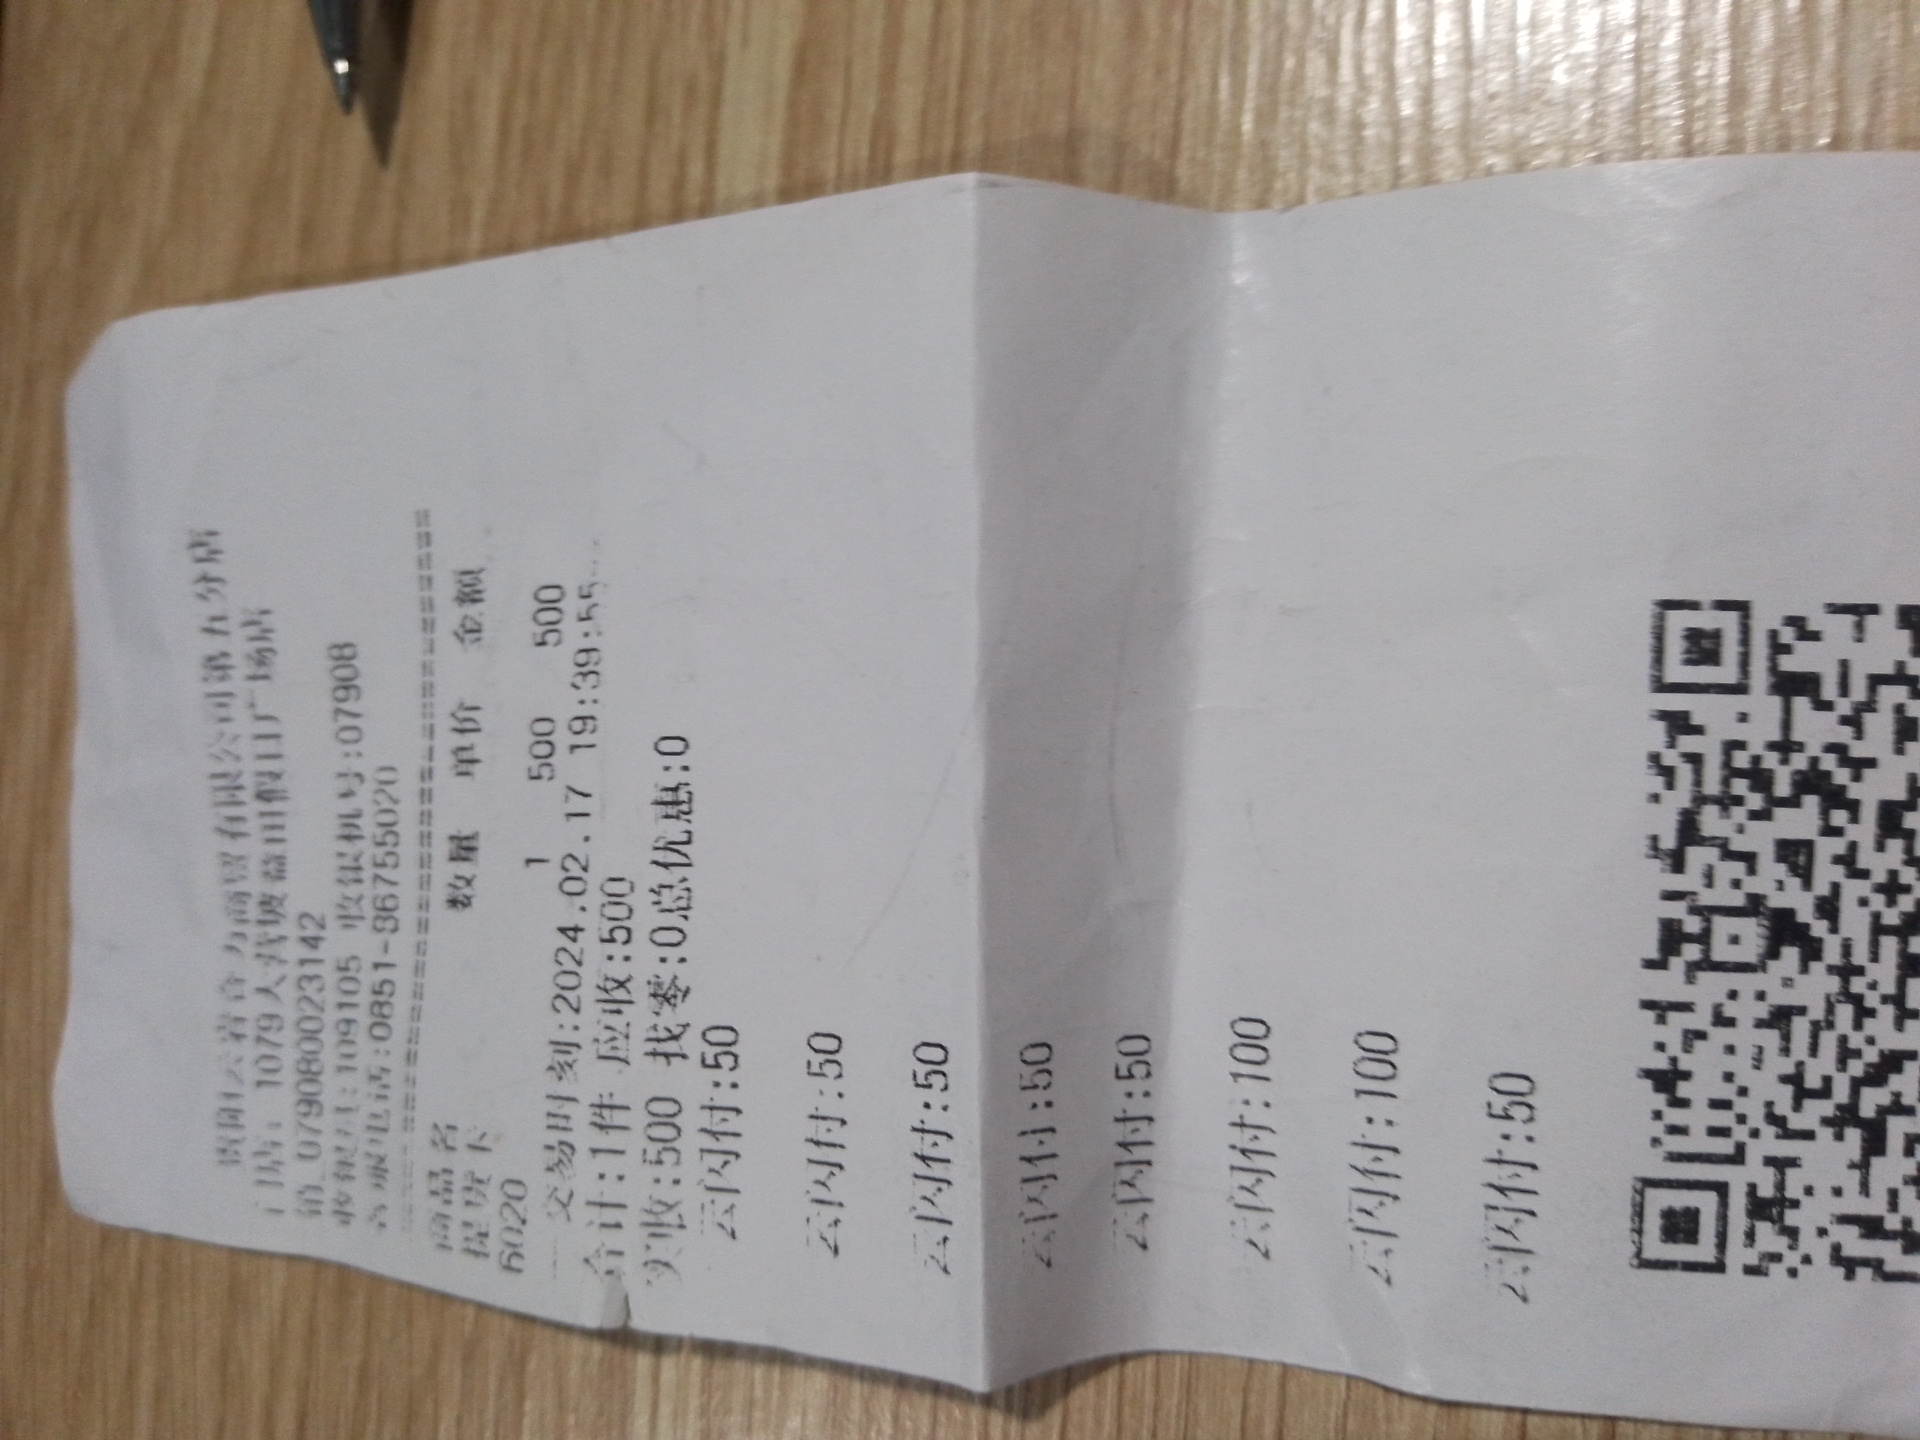 贵阳云岩合力商贸有限公司第五分店
门店: 1079人我坡益田假日广场店
销 0790800023142
收银员:109105 收银机号:07908
客服电话:0851-86755020
商品名 数量 单价 金额
提货卡
6020 1 500 500
交易时刻:2024.02.17 19:39:55
合计:1件 应收:500
实收:500 找零:0总优惠:0
云闪付:50
云闪付:50
云闪付:50
云闪付:50
云闪付:50
云闪付:100
云闪付:100
云闪付:50